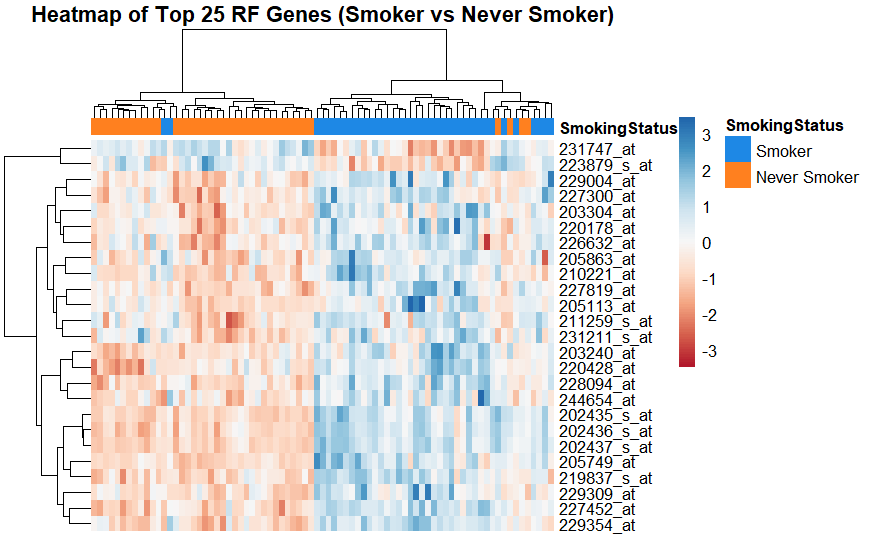 Heatmap of Top 25 RF Genes (Smoker vs Never Smoker)
SmokingStatus
231747_at
223879_s_at
229004_at
227300_at
203304_at
220178_at
226632_at
205863_at
210221_at
227819_at
205113_at
211259_s_at
231211_s_at
203240_at
220428_at
228094_at
244654_at
202435_s_at
202436_s_at
202437_s_at
205749_at
219837_s_at
229309_at
227452_at
229354_at
3
2
1
0
-1
-2
-3
SmokingStatus
Smoker
Never Smoker